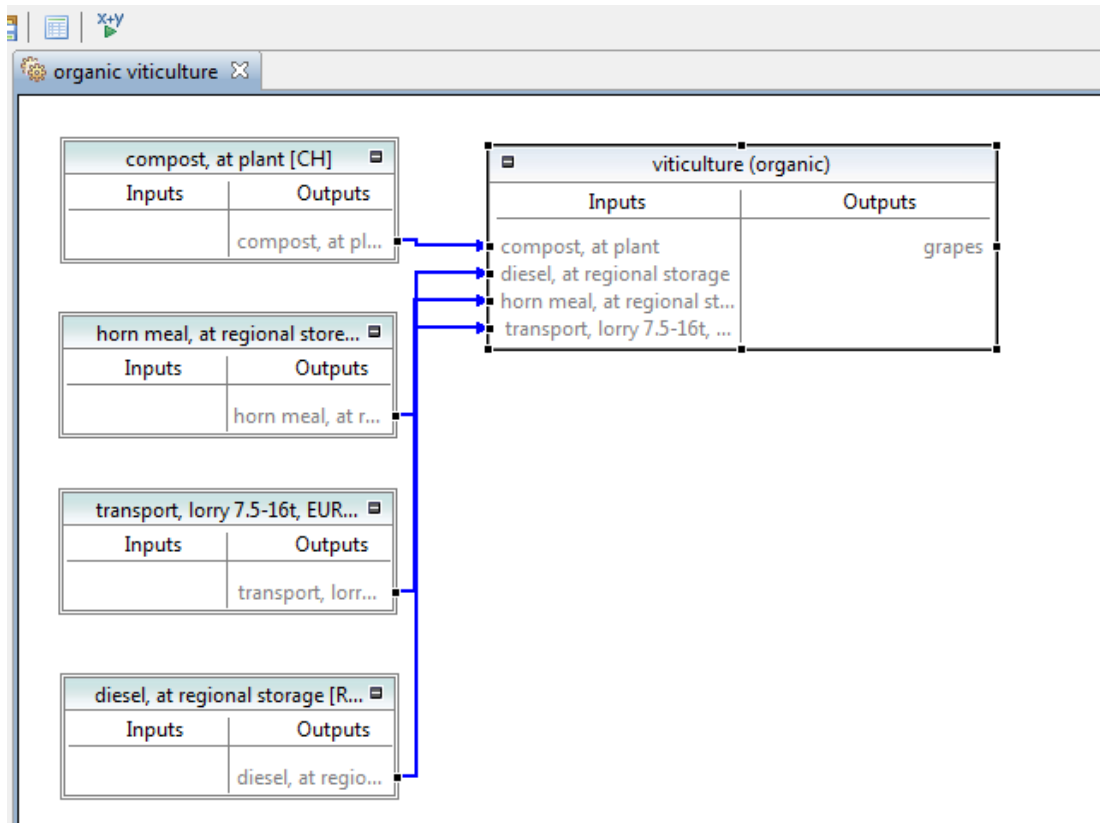 x+y
organic viticulture
compost, at plant [CH]
Inputs Outputs
compost, at pl...
horn meal, at regional store...
Inputs Outputs
horn meal, at r...
transport, lorry 7.5-16t, EUR...
Inputs Outputs
transport, lorr...
diesel, at regional storage [R...
Inputs Outputs
diesel, at regio...
viticulture (organic)
Inputs Outputs
compost, at plant grapes
diesel, at regional storage
horn meal, at regional st...
transport, lorry 7.5-16t, ...